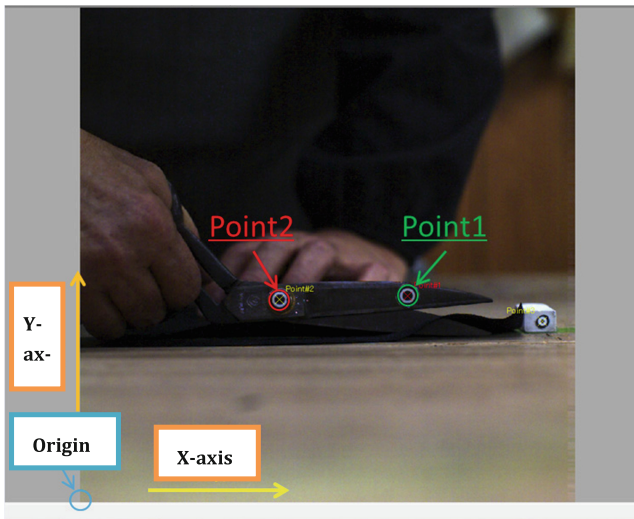 Point2
Point1
Point#2
Y-
ax-
Origin
X-axis